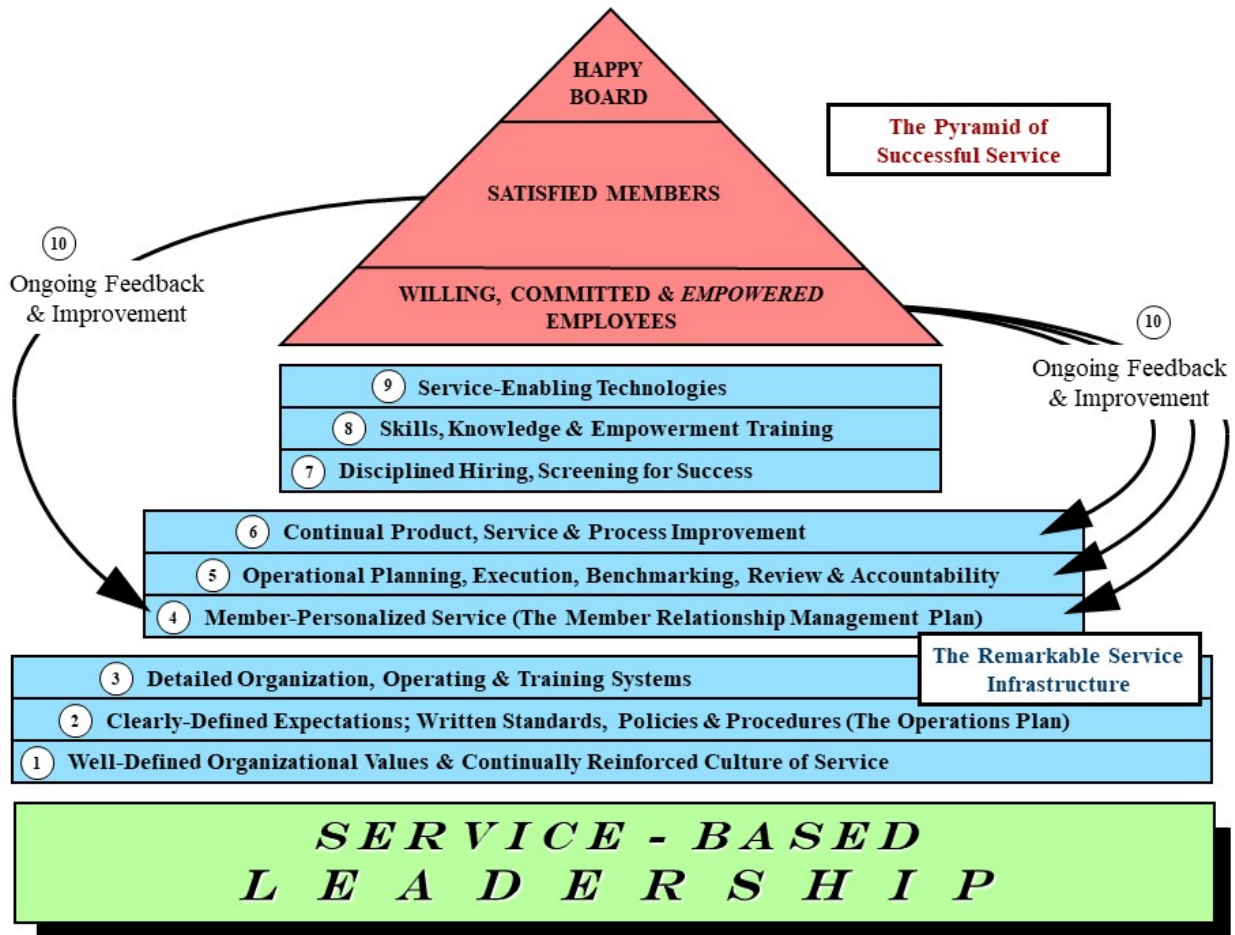 HAPPY
BOARD
The Pyramid of
Successful Service
SATISFIED MEMBERS
10
Ongoing Feedback
& Improvement
WILLING, COMMITTED & EMPOWERED
EMPLOYEES
10
Ongoing Feedback
& Improvement
9 Service-Enabling Technologies
8 Skills, Knowledge & Empowerment Training
7 Disciplined Hiring, Screening for Success
6 Continual Product, Service & Process Improvement
5 Operational Planning, Execution, Benchmarking, Review & Accountability
4 Member-Personalized Service (The Member Relationship Management Plan)
The Remarkable Service
Infrastructure
3 Detailed Organization, Operating & Training Systems
2 Clearly-Defined Expectations; Written Standards, Policies & Procedures (The Operations Plan)
1 Well-Defined Organizational Values & Continually Reinforced Culture of Service
SERVICE - BASED
LEADERSHIP